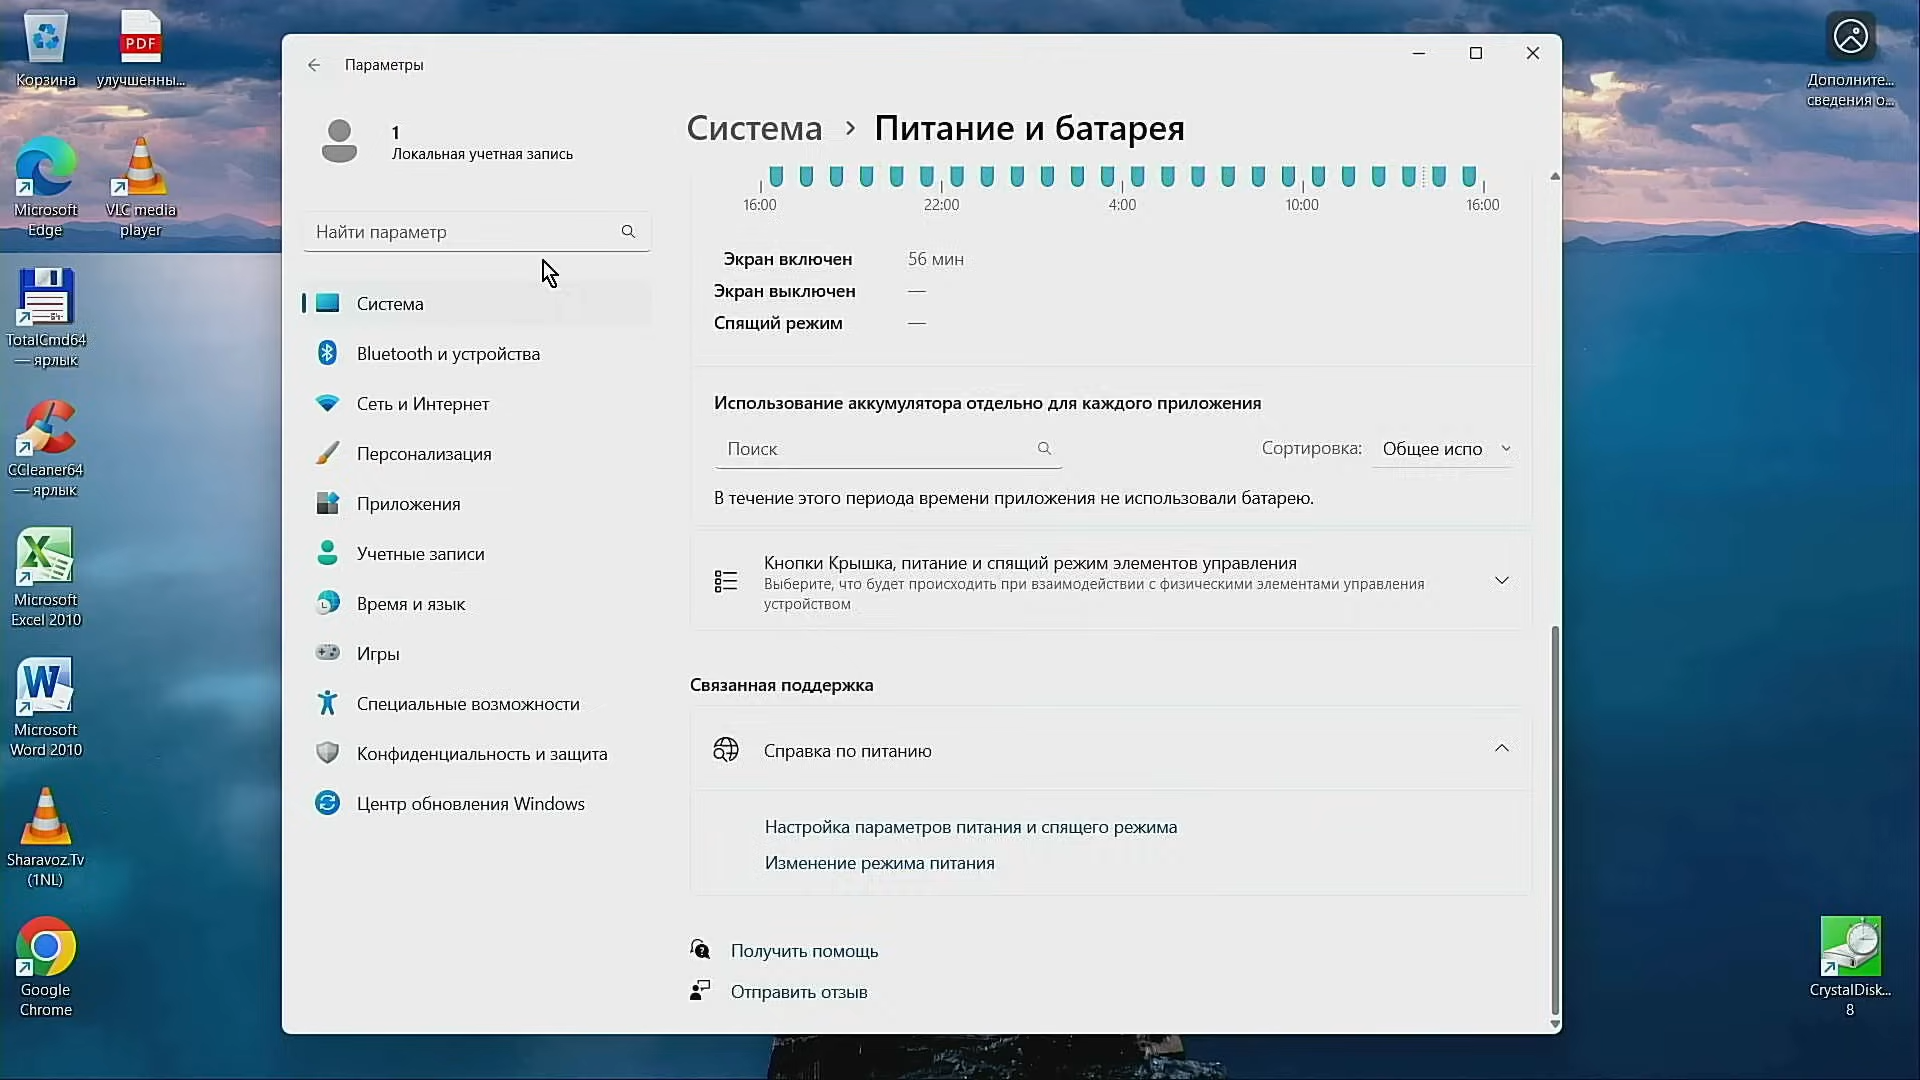 Корзина
PDF
улучшенны...
Microsoft
Edge
VLC media
player
TotalCmd64
— ярлык
CCleaner64
— ярлык
Microsoft
Excel 2010
Microsoft
Word 2010
Sharavoz.Tv
(1NL)
Google
Chrome
Параметры
1
Локальная учетная запись
Найти параметр
Система
Bluetooth и устройства
Сеть и Интернет
Персонализация
Приложения
Учетные записи
Время и язык
Игры
Специальные возможности
Конфиденциальность и защита
Центр обновления Windows
Система › Питание и батарея
16:00 22:00 4:00 10:00 16:00
Экран включен 56 мин
Экран выключен —
Спящий режим —
Использование аккумулятора отдельно для каждого приложения
Поиск Сортировка: Общее испо
В течение этого периода времени приложения не использовали батарею.
Кнопки Крышка, питание и спящий режим элементов управления
Выберите, что будет происходить при взаимодействии с физическими элементами управления
устройством
Связанная поддержка
Справка по питанию
Настройка параметров питания и спящего режима
Изменение режима питания
Получить помощь
Отправить отзыв
Дополните...
сведения о...
CrystalDisk...
8